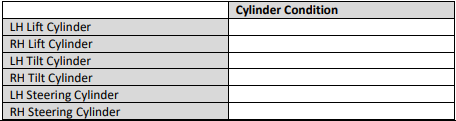 Cylinder Condition
LH Lift Cylinder
RH Lift Cylinder
LH Tilt Cylinder
RH Tilt Cylinder
LH Steering Cylinder
RH Steering Cylinder